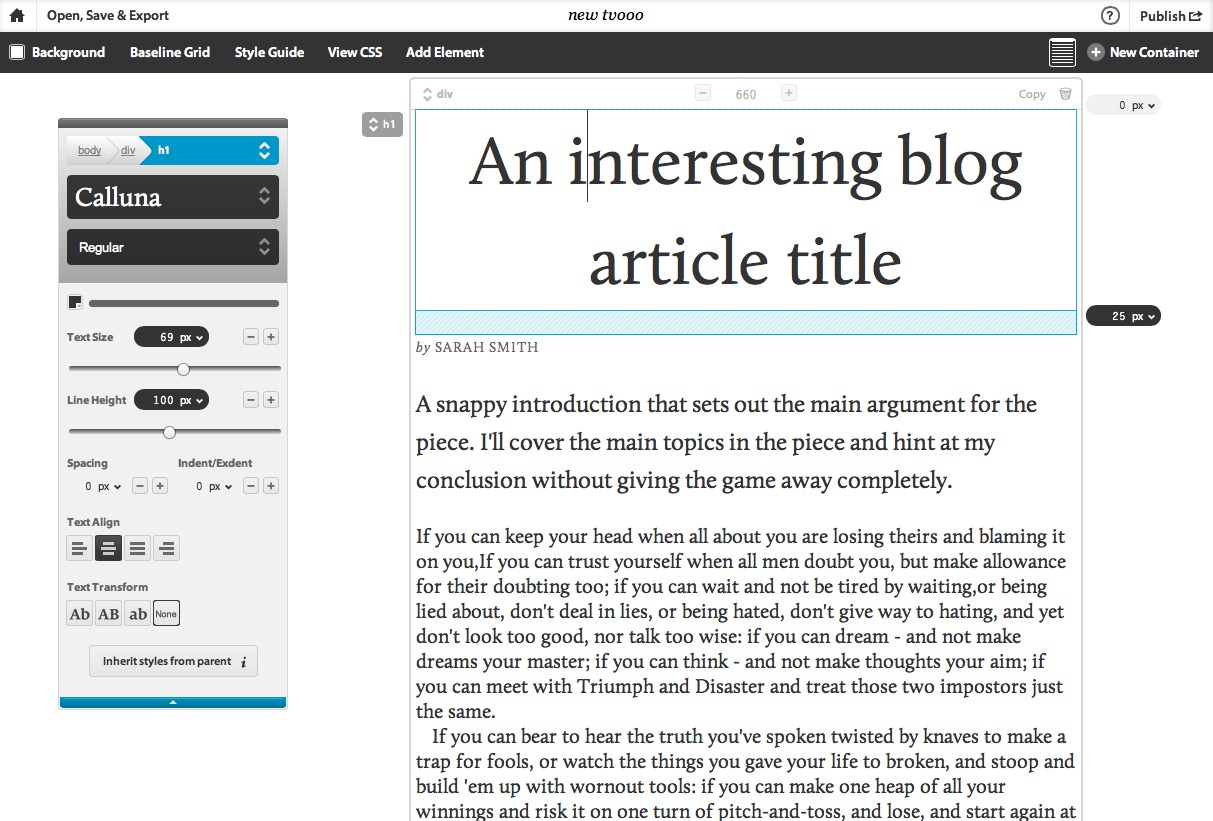 Open, Save & Export
new tvooo
?
Publish
Background
Baseline Grid
Style Guide
View CSS
Add Element
New Container
div
660
Copy
0 px
h1
body
div
h1
Calluna
Regular
Text Size
69 px
Line Height
100 px
Spacing
Indent/Exdent
0 px
0 px
Text Align
Text Transform
Ab
AB
ab
None
Inherit styles from parent
i
An interesting blog
article title
25 px
by SARAH SMITH
A snappy introduction that sets out the main argument for the
piece. I'll cover the main topics in the piece and hint at my
conclusion without giving the game away completely.
If you can keep your head when all about you are losing theirs and blaming it
on you,If you can trust yourself when all men doubt you, but make allowance
for their doubting too; if you can wait and not be tired by waiting,or being
lied about, don't deal in lies, or being hated, don't give way to hating, and yet
don't look too good, nor talk too wise: if you can dream - and not make
dreams your master; if you can think - and not make thoughts your aim; if
you can meet with Triumph and Disaster and treat those two impostors just
the same.
If you can bear to hear the truth you've spoken twisted by knaves to make a
trap for fools, or watch the things you gave your life to broken, and stoop and
build 'em up with wornout tools: if you can make one heap of all your
winnings and risk it on one turn of pitch-and-toss, and lose, and start again at